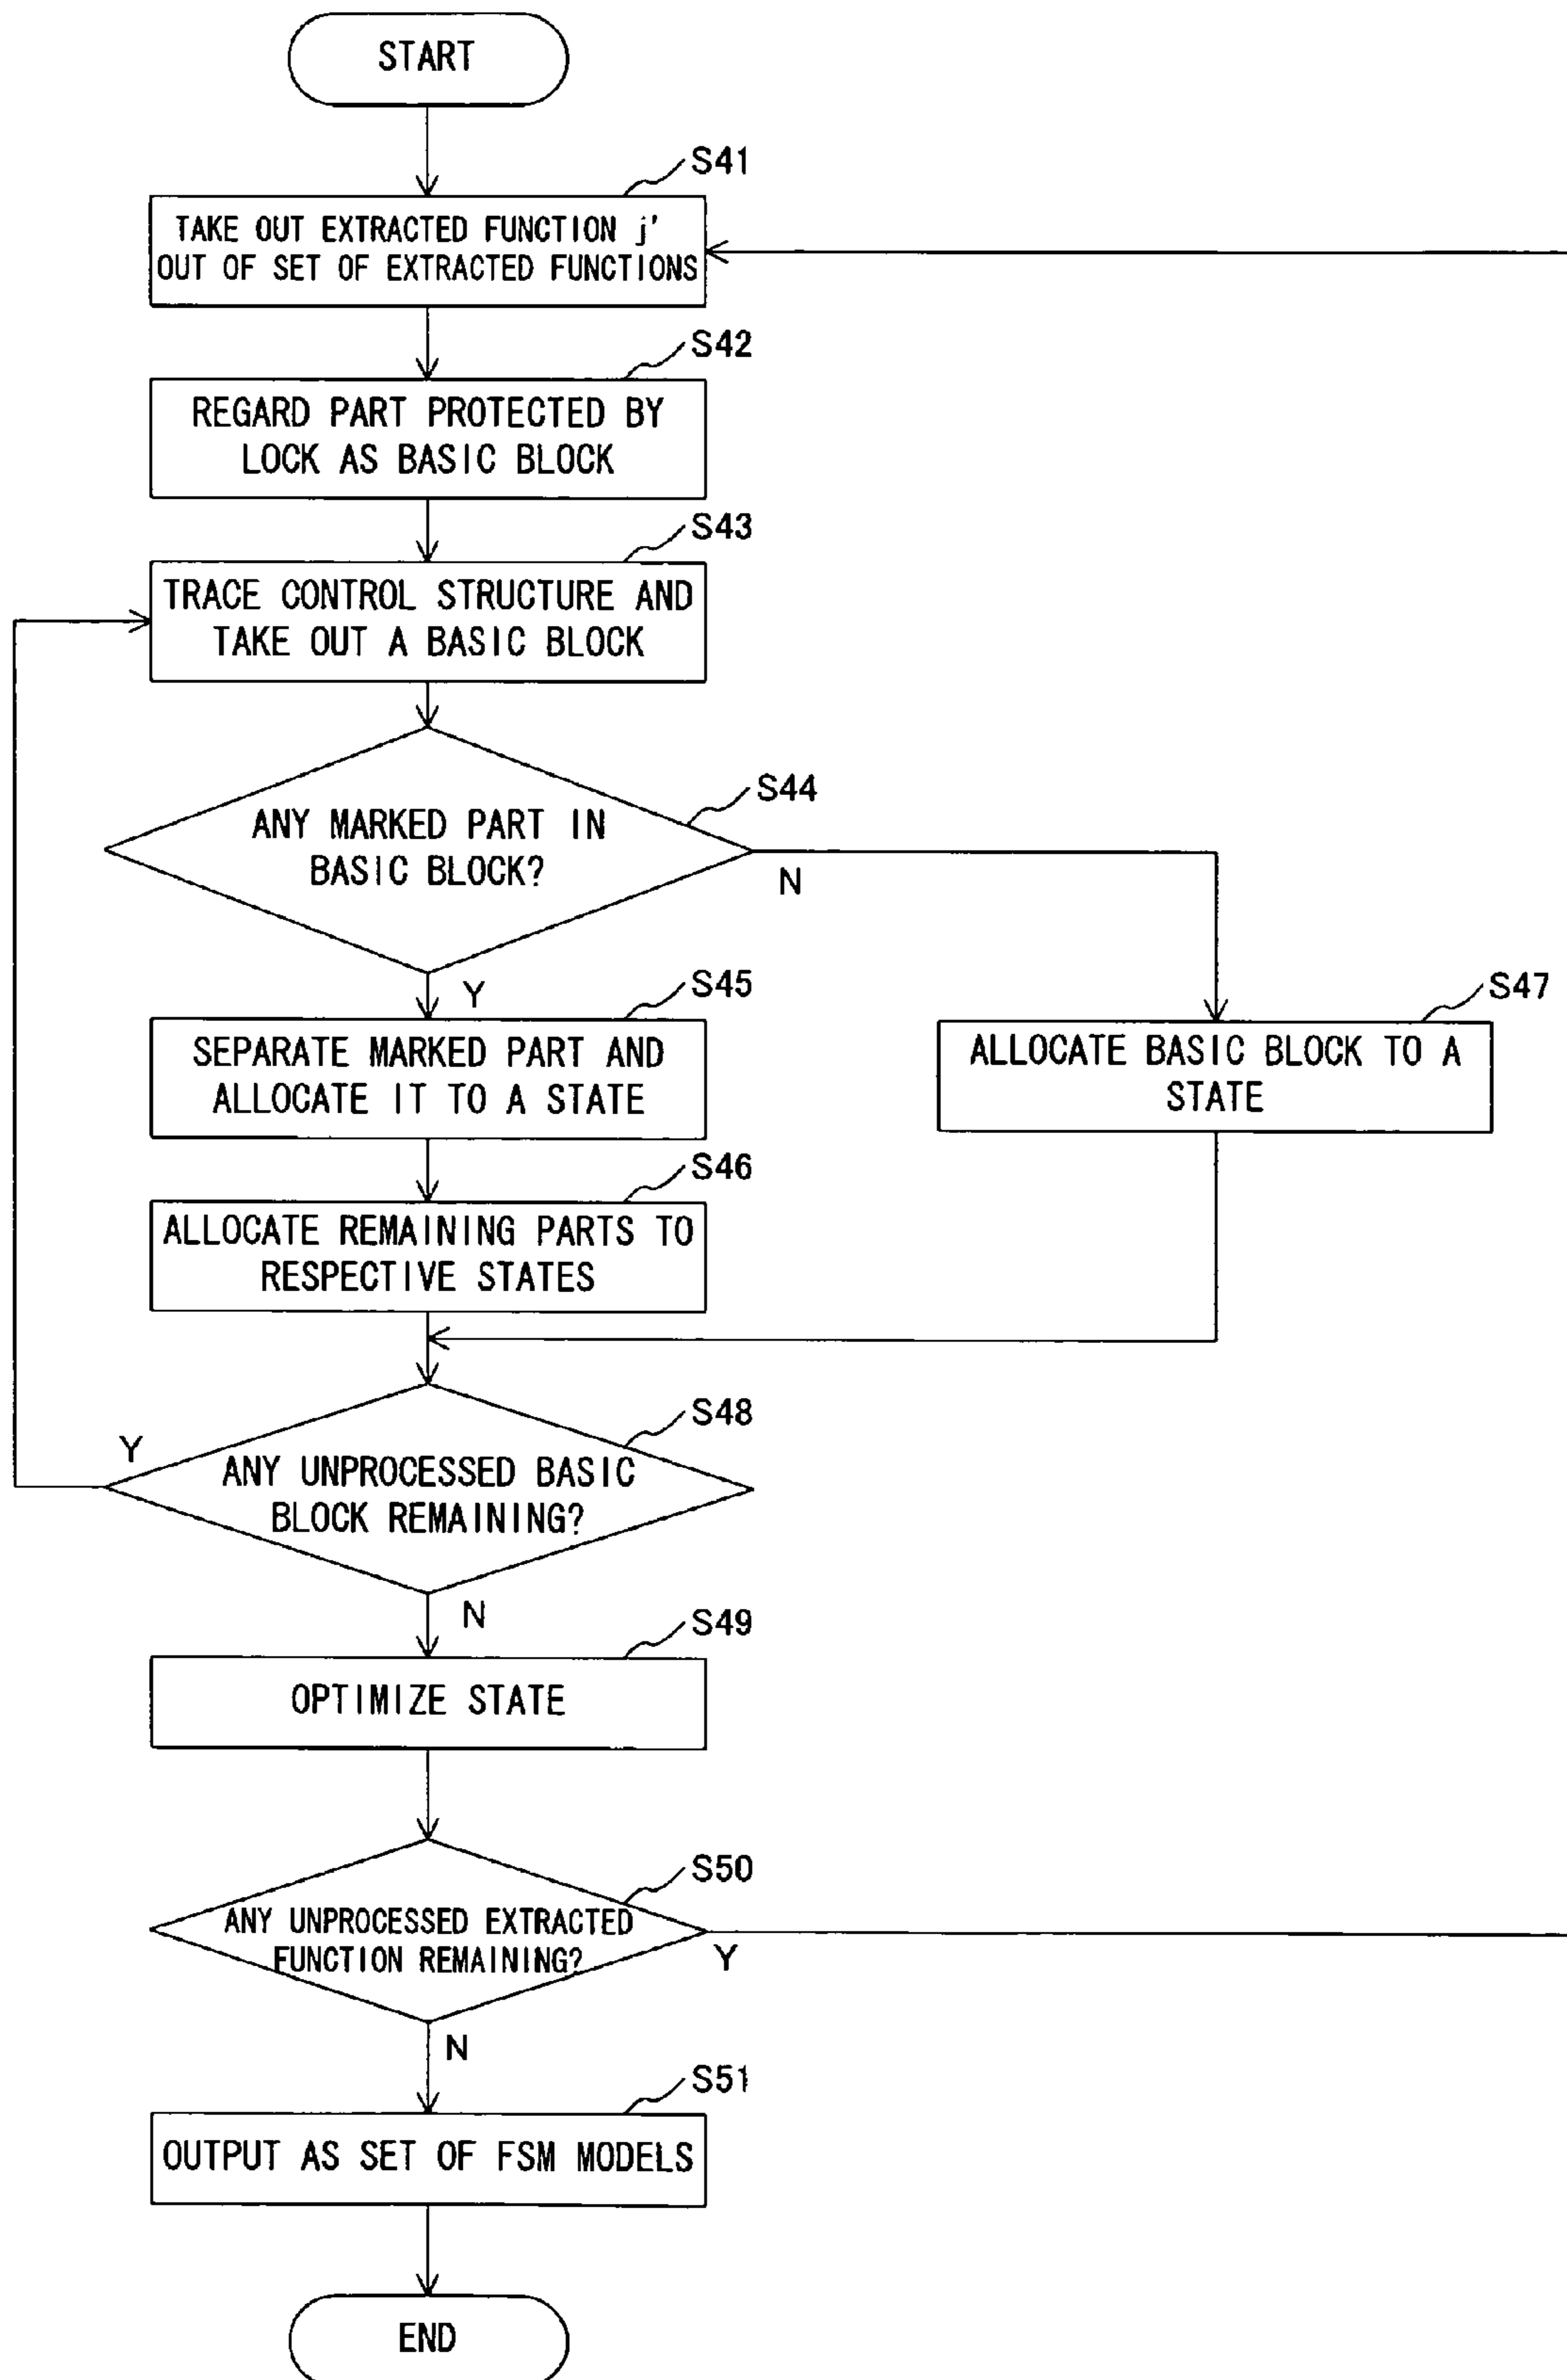 START
S41
TAKE OUT EXTRACTED FUNCTION j'
OUT OF SET OF EXTRACTED FUNCTIONS
S42
REGARD PART PROTECTED BY
LOCK AS BASIC BLOCK
S43
TRACE CONTROL STRUCTURE AND
TAKE OUT A BASIC BLOCK
S44
ANY MARKED PART IN
BASIC BLOCK?
N
Y
S45
SEPARATE MARKED PART AND
ALLOCATE IT TO A STATE
S47
ALLOCATE BASIC BLOCK TO A
STATE
S46
ALLOCATE REMAINING PARTS TO
RESPECTIVE STATES
S48
Y
ANY UNPROCESSED BASIC
BLOCK REMAINING?
N
S49
OPTIMIZE STATE
S50
ANY UNPROCESSED EXTRACTED
FUNCTION REMAINING?
Y
N
S51
OUTPUT AS SET OF FSM MODELS
END